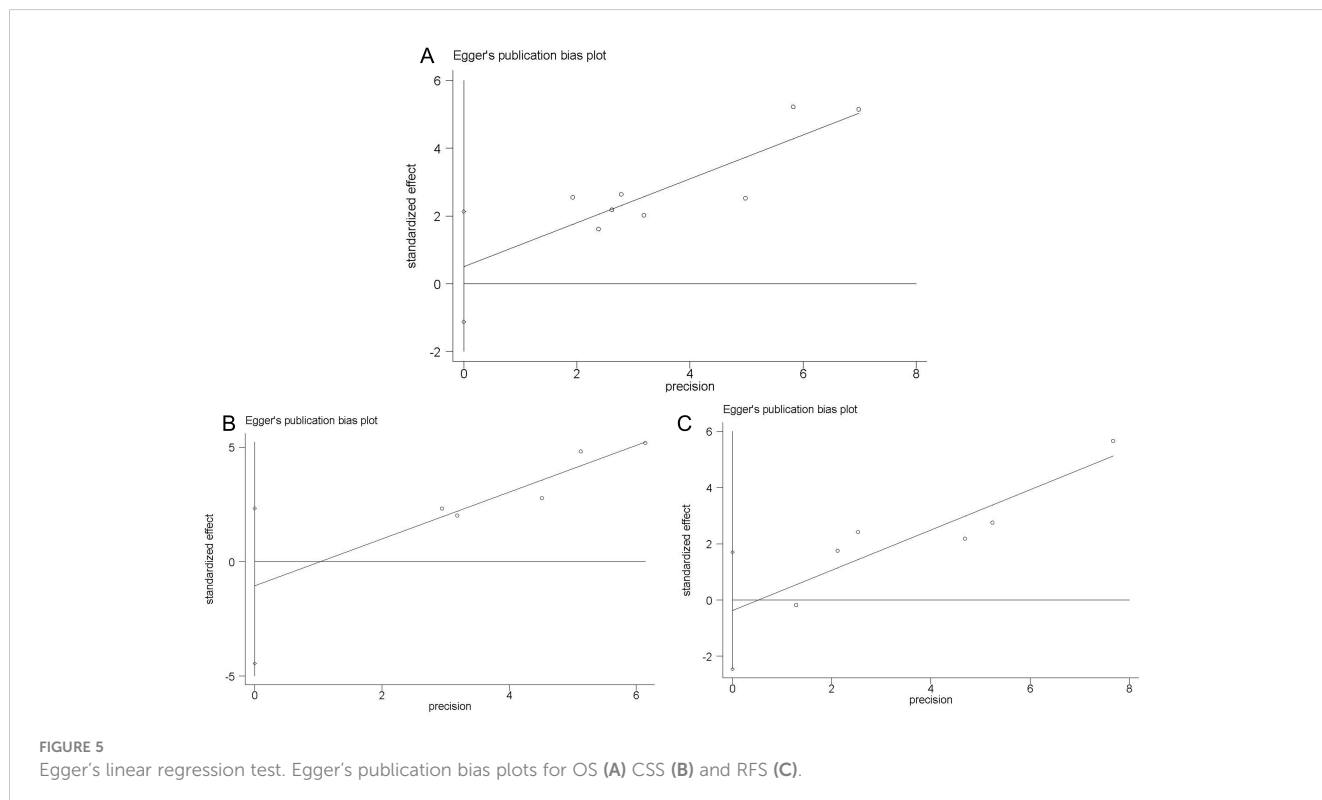 A Egger's publication bias plot
6
4
2
0
-2
standardized effect
0 2 4 6 8
precision
B Egger's publication bias plot
5
0
-5
standardized effect
0 2 4 6
precision
C Egger's publication bias plot
6
4
2
0
-2
standardized effect
0 2 4 6 8
precision
FIGURE 5
Egger's linear regression test. Egger's publication bias plots for OS (A) CSS (B) and RFS (C).